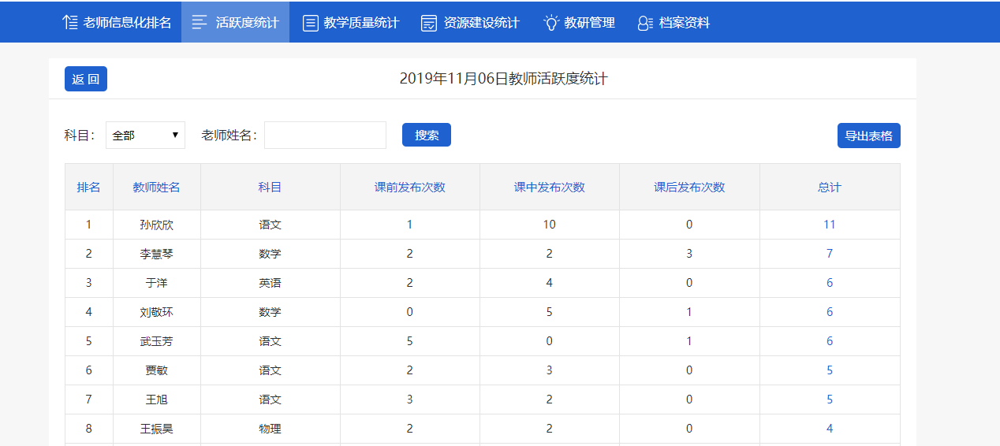 老师信息化排名 活跃度统计 教学质量统计 资源建设统计 教研管理 档案资料
返 回 2019年11月06日教师活跃度统计
科目： 全部 老师姓名： 搜索 导出表格
排名 教师姓名 科目 课前发布次数 课中发布次数 课后发布次数 总计
1 孙欣欣 语文 1 10 0 11
2 李慧琴 数学 2 2 3 7
3 于洋 英语 2 4 0 6
4 刘敬环 数学 0 5 1 6
5 武玉芳 语文 5 0 1 6
6 贾敏 语文 2 3 0 5
7 王旭 语文 3 2 0 5
8 王振昊 物理 2 2 0 4